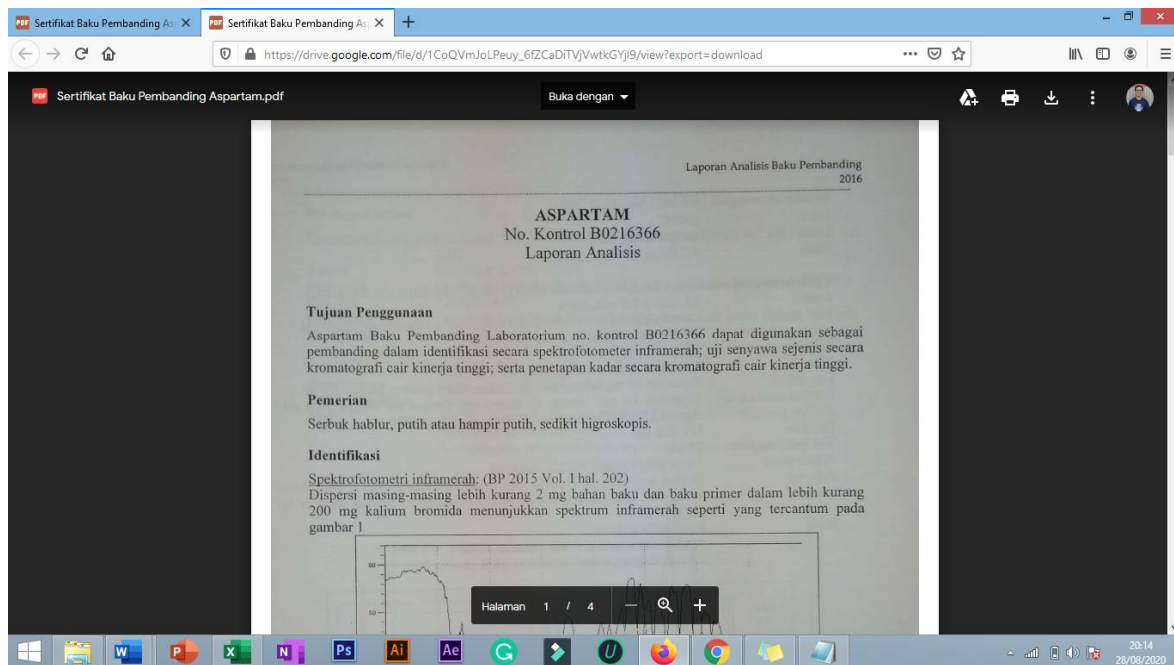 Sertifikat Baku Pembanding As
Sertifikat Baku Pembanding As
https://drive.google.com/file/d/1CoQVmJoLPeuy_6fZCaDiTVjVwtkGYjl9/view?export=download
Sertifikat Baku Pembanding Aspartam.pdf
Buka dengan
Laporan Analisis Baku Pembanding
2016
ASPARTAM
No. Kontrol B0216366
Laporan Analisis
Tujuan Penggunaan
Aspartam Baku Pembanding Laboratorium no. kontrol B0216366 dapat digunakan sebagai
pembanding dalam identifikasi secara spektrofotometer inframerah; uji senyawa sejenis secara
kromatografi cair kinerja tinggi; serta penetapan kadar secara kromatografi cair kinerja tinggi.
Pemerian
Serbuk hablur, putih atau hampir putih, sedikit higroskopis.
Identifikasi
Spektrofotometri inframerah: (BP 2015 Vol. I hal. 202)
Dispersi masing-masing lebih kurang 2 mg bahan baku dan baku primer dalam lebih kurang
200 mg kalium bromida menunjukkan spektrum inframerah seperti yang tercantum pada
gambar 1
Halaman 1 / 4
20:14
28/08/2020